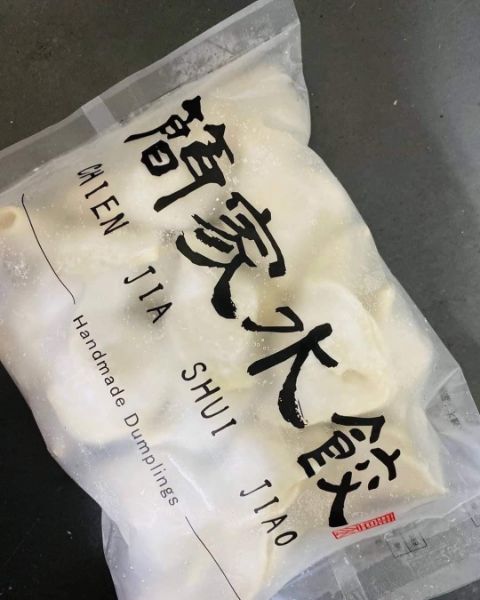 簡家水餃
CHIEN JIA SHUI JIAO
Handmade Dumplings